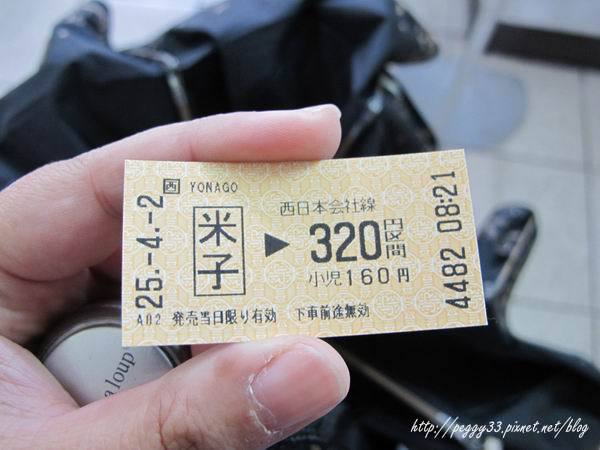 25.-4.-2
西 YONAGO
米子
▶
西日本会社線
320円区間
小児160円
4482 08:21
A02 発売当日限り有効 下車前途無効
a loup
http://peggy33.pixnet.net/blog